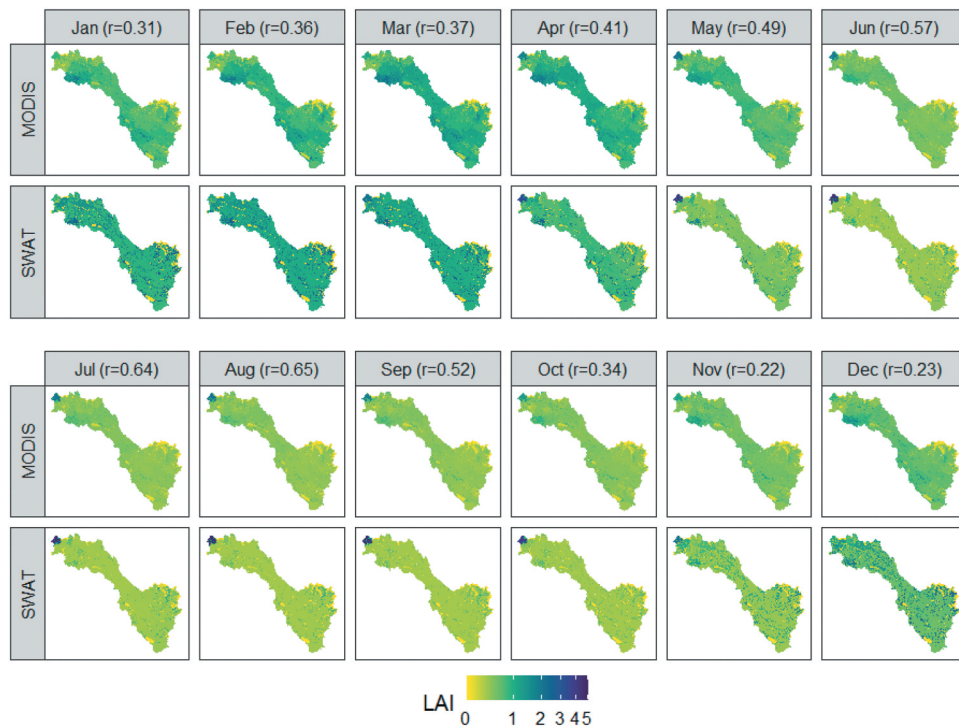 Jan (r=0.31) Feb (r=0.36) Mar (r=0.37) Apr (r=0.41) May (r=0.49) Jun (r=0.57)
MODIS
SWAT
Jul (r=0.64) Aug (r=0.65) Sep (r=0.52) Oct (r=0.34) Nov (r=0.22) Dec (r=0.23)
MODIS
SWAT
LAI
0 1 2 3 4 5